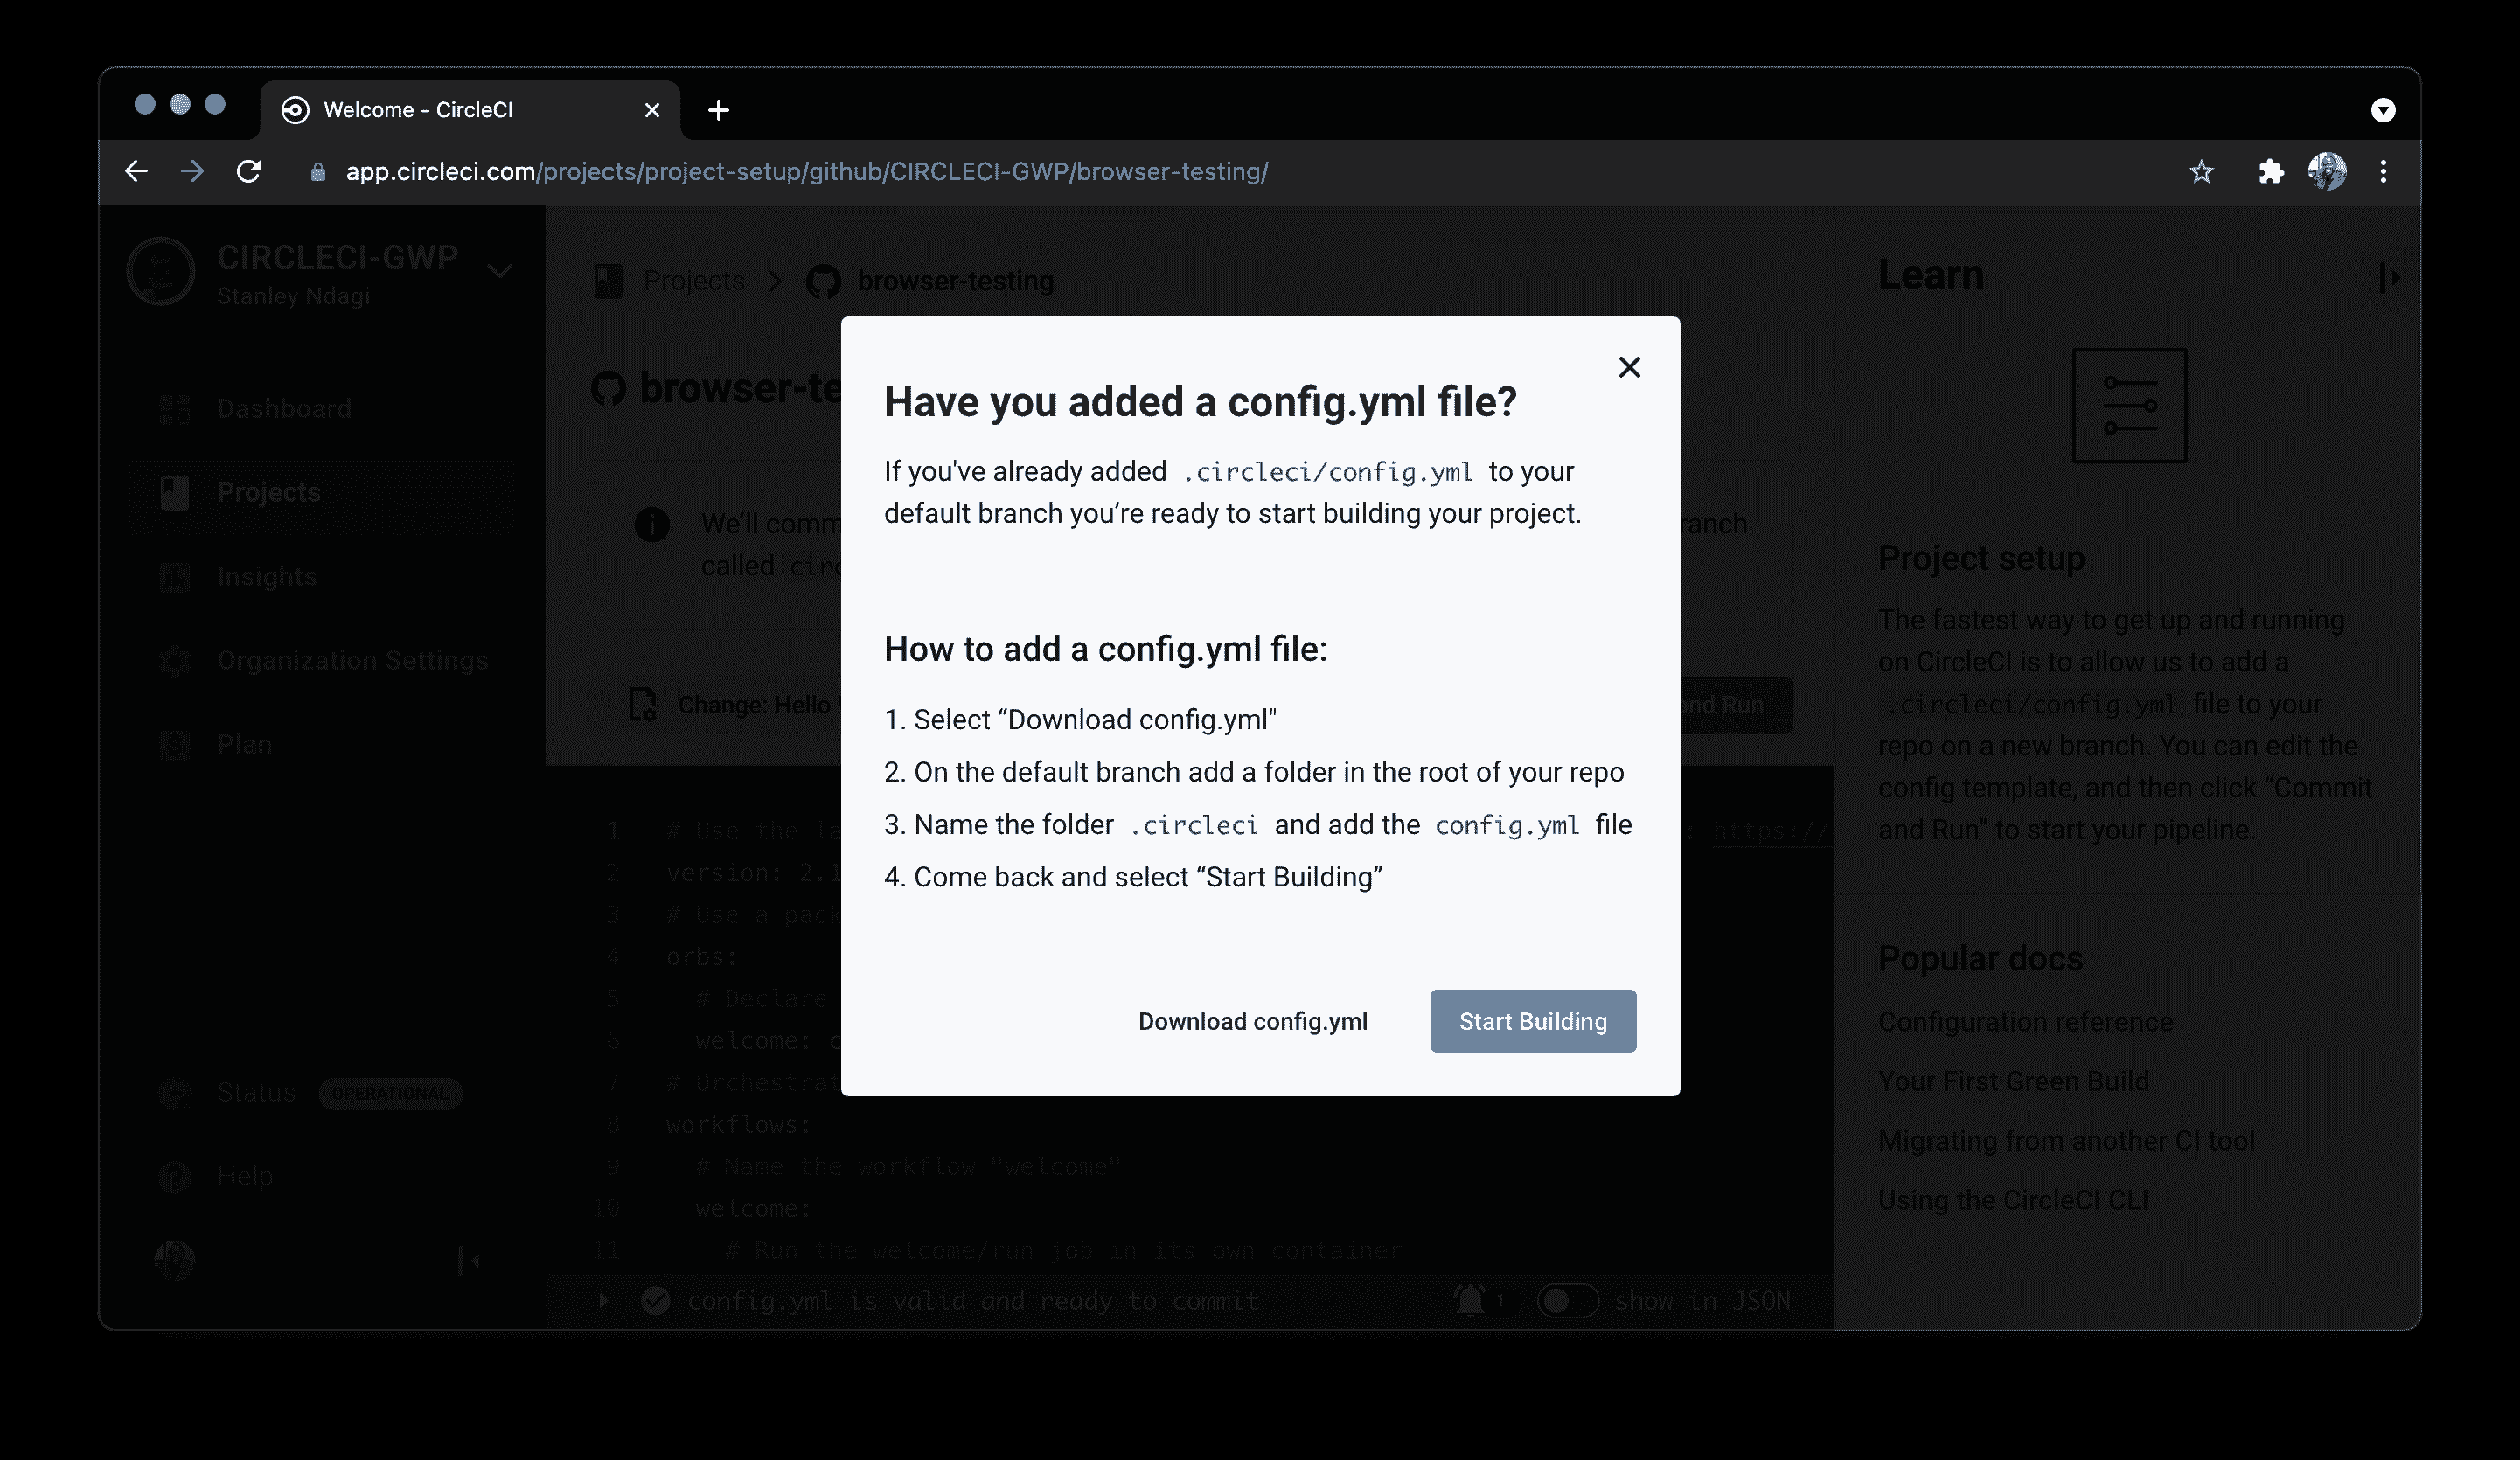 Welcome - CircleCI
app.circleci.com/projects/project-setup/github/CIRCLECI-GWP/browser-testing/
CIRCLECI-GWP
Stanley Ndagi
Dashboard
Projects
Insights
Organization Settings
Plan
Status OPERATIONAL
Help
Projects
browser-testing
browser-te
We'll comm
ranch
called circ
Change: Hello
and Run
1 # Use the la : https://
2 version: 2.1
3 # Use a pack
4 orbs:
5 # Declare
6 welcome: c
7 # Orchestrat
8 workflows:
9 # Name the workflow "welcome"
10 welcome:
11 # Run the welcome/run job in its own container
config.yml is valid and ready to commit
1
show in JSON
Have you added a config.yml file?
If you've already added .circleci/config.yml to your
default branch you’re ready to start building your project.
How to add a config.yml file:
1. Select “Download config.yml"
2. On the default branch add a folder in the root of your repo
3. Name the folder .circleci and add the config.yml file
4. Come back and select “Start Building”
Download config.yml
Start Building
Learn
Project setup
The fastest way to get up and running
on CircleCI is to allow us to add a
.circleci/config.yml file to your
repo on a new branch. You can edit the
config template, and then click “Commit
and Run” to start your pipeline.
Popular docs
Configuration reference
Your First Green Build
Migrating from another CI tool
Using the CircleCI CLI